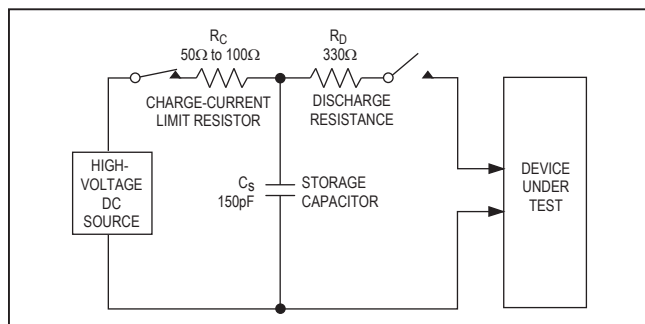 RC
50Ω to 100Ω
CHARGE-CURRENT
LIMIT RESISTOR
RD
330Ω
DISCHARGE
RESISTANCE
HIGH-
VOLTAGE
DC
SOURCE
CS
150pF
STORAGE
CAPACITOR
DEVICE
UNDER
TEST